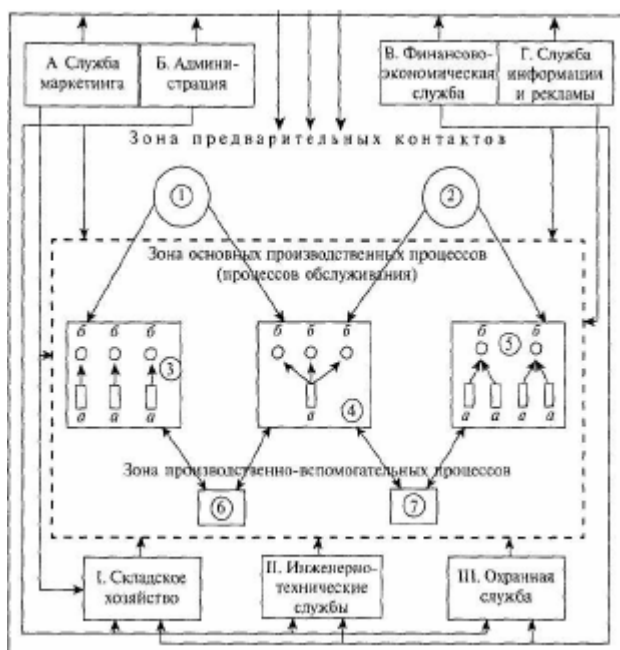 А. Служба
маркетинга
Б. Админи-
страция
В. Финансово-
экономическая
служба
Г. Служба
информации
и рекламы
Зона предварительных контактов
1
2
Зона основных производственных процессов
(процессов обслуживания)
б б б
3
а а а
б б б
4
а
б б
5
а а а а
Зона производственно-вспомогательных процессов
6
7
I. Складское
хозяйство
II. Инженерно-
технические
службы
III. Охранная
служба